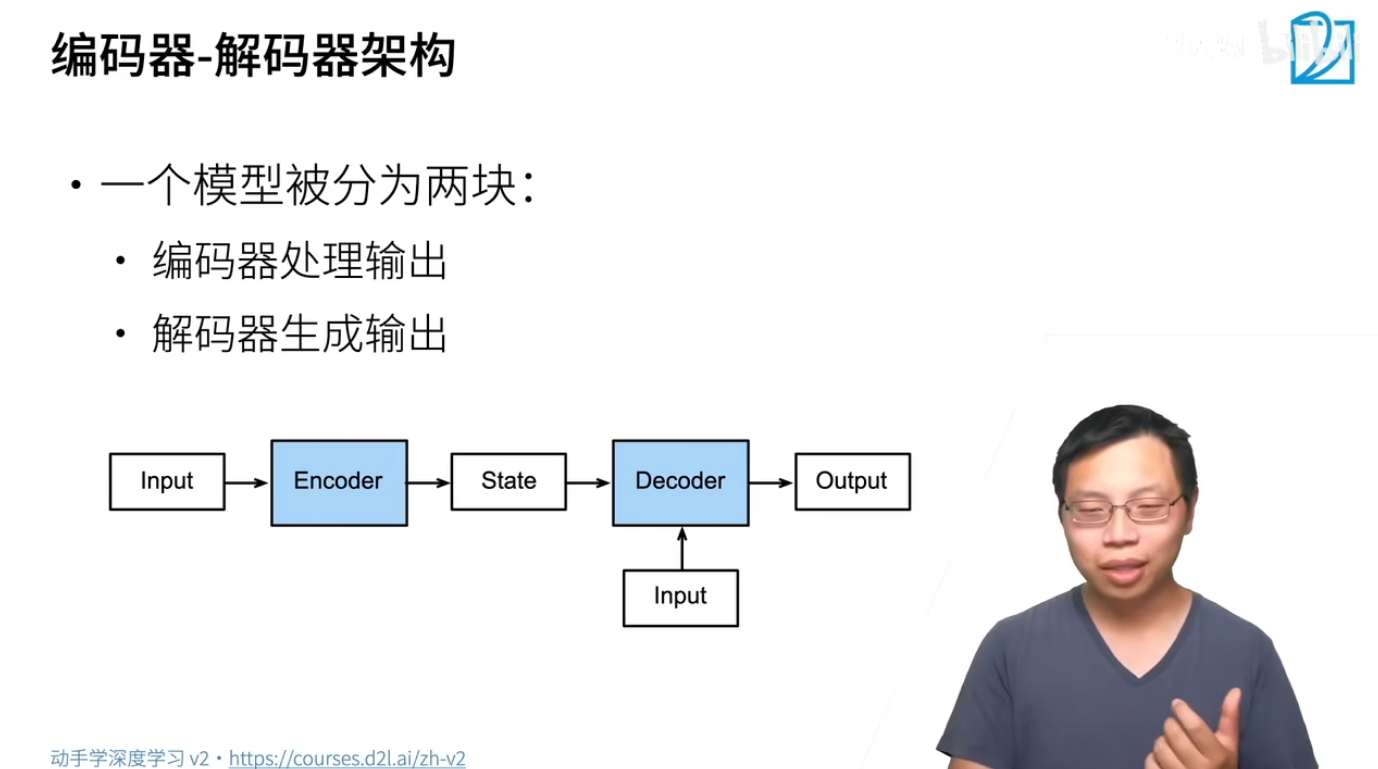 编码器-解码器架构
• 一个模型被分为两块：
• 编码器处理输出
• 解码器生成输出
Input
Encoder
State
Decoder
Output
Input
动手学深度学习 v2 • https://courses.d2l.ai/zh-v2